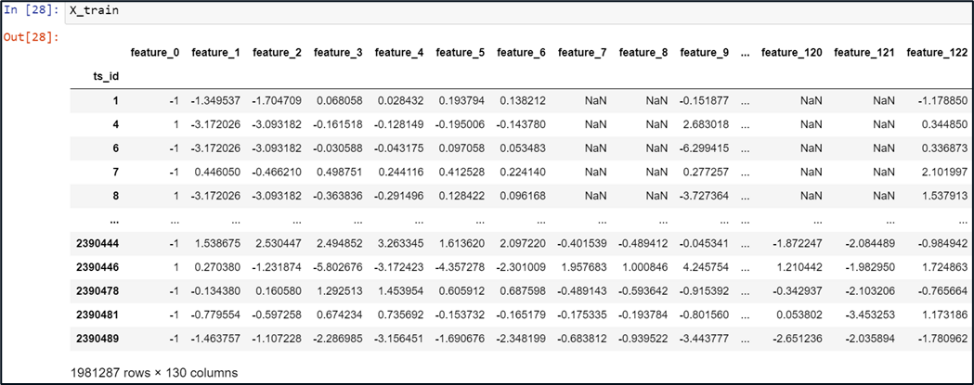 In [28]: X_train
Out[28]:
feature_0 feature_1 feature_2 feature_3 feature_4 feature_5 feature_6 feature_7 feature_8 feature_9 ... feature_120 feature_121 feature_122
ts_id
1 -1 -1.349537 -1.704709 0.068058 0.028432 0.193794 0.138212 NaN NaN -0.151877 ... NaN NaN -1.178850
4 1 -3.172026 -3.093182 -0.161518 -0.128149 -0.195006 -0.143780 NaN NaN 2.683018 ... NaN NaN 0.344850
6 -1 -3.172026 -3.093182 -0.030588 -0.043175 0.097058 0.053483 NaN NaN -6.299415 ... NaN NaN 0.336873
7 -1 0.446050 -0.466210 0.498751 0.244116 0.412528 0.224140 NaN NaN 0.277257 ... NaN NaN 2.101997
8 1 -3.172026 -3.093182 -0.363836 -0.291496 0.128422 0.096168 NaN NaN -3.727364 ... NaN NaN 1.537913
... ... ... ... ... ... ... ... ... ... ... ... ... ... ...
2390444 -1 1.538675 2.530447 2.494852 3.263345 1.613620 2.097220 -0.401539 -0.489412 -0.045341 ... -1.872247 -2.084489 -0.984942
2390446 1 0.270380 -1.231874 -5.802676 -3.172423 -4.357278 -2.301009 1.957683 1.000846 4.245754 ... 1.210442 -1.982950 1.724863
2390478 -1 -0.134380 0.160580 1.292513 1.453954 0.605912 0.687598 -0.489143 -0.593642 -0.915392 ... -0.342937 -2.103206 -0.765664
2390481 -1 -0.779554 -0.597258 0.674234 0.735692 -0.153732 -0.165179 -0.175335 -0.193784 -0.801560 ... 0.053802 -3.453253 1.173186
2390489 -1 -1.463757 -1.107228 -2.286985 -3.156451 -1.690676 -2.348199 -0.683812 -0.939522 -3.443777 ... -2.651236 -2.035894 -1.780962
1981287 rows × 130 columns